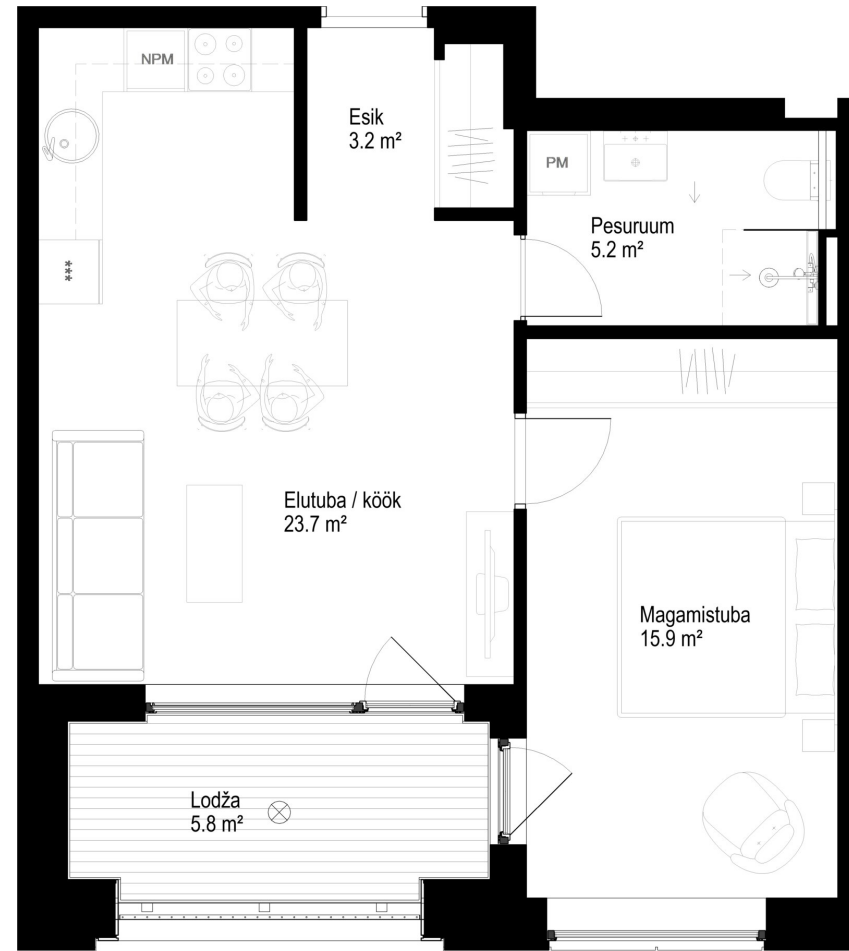 NPM
Esik
3.2 m²
PM
Pesuruum
5.2 m²
***
Elutuba / köök
23.7 m²
Magamistuba
15.9 m²
Lodža
5.8 m²